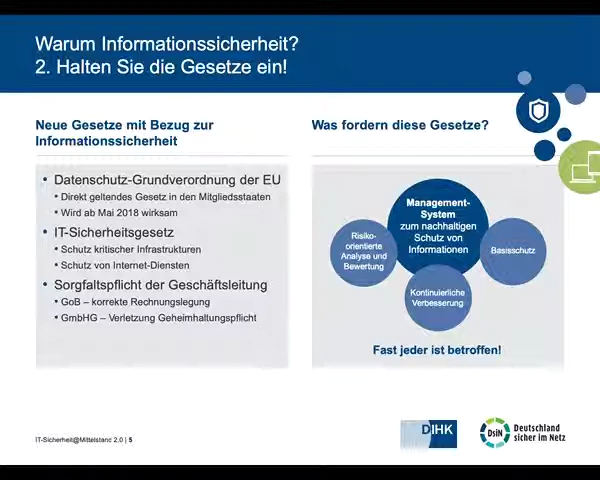 Warum Informationssicherheit?
2. Halten Sie die Gesetze ein!
Neue Gesetze mit Bezug zur
Informationssicherheit
• Datenschutz-Grundverordnung der EU
• Direkt geltendes Gesetz in den Mitgliedsstaaten
• Wird ab Mai 2018 wirksam
• IT-Sicherheitsgesetz
• Schutz kritischer Infrastrukturen
• Schutz von Internet-Diensten
• Sorgfaltspflicht der Geschäftsleitung
• GoB – korrekte Rechnungslegung
• GmbHG – Verletzung Geheimhaltungspflicht
Was fordern diese Gesetze?
Management-
System
zum nachhaltigen
Schutz von
Informationen
Risiko-
orientierte
Analyse und
Bewertung
Basisschutz
Kontinuierliche
Verbesserung
Fast jeder ist betroffen!
IT-Sicherheit@Mittelstand 2.0 | 5
DIHK
DsiN
Deutschland
sicher im Netz